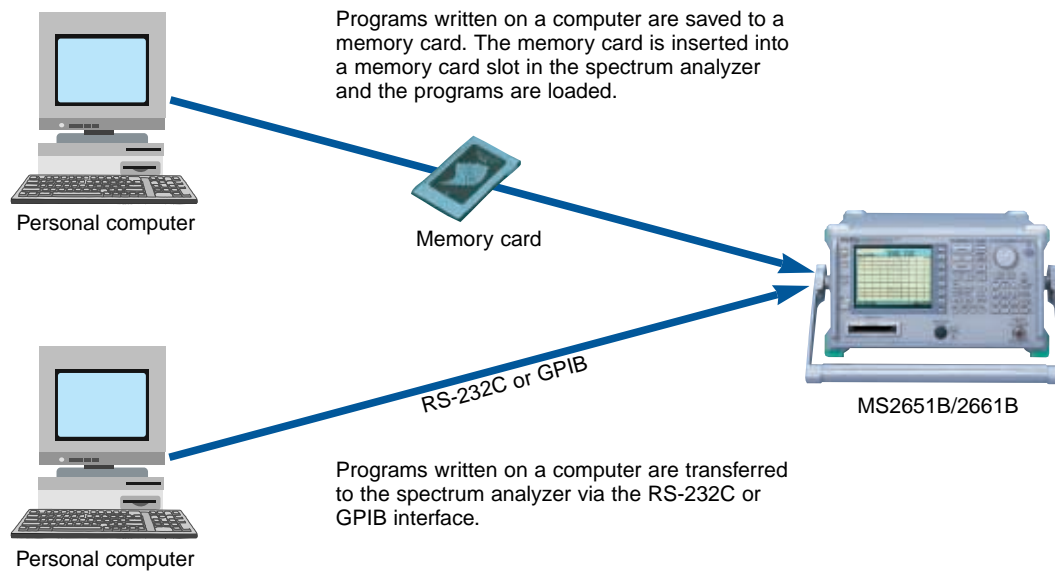 Programs written on a computer are saved to a
memory card. The memory card is inserted into
a memory card slot in the spectrum analyzer
and the programs are loaded.
Personal computer
Memory card
RS-232C or GPIB
MS2651B/2661B
Programs written on a computer are transferred
to the spectrum analyzer via the RS-232C or
GPIB interface.
Personal computer